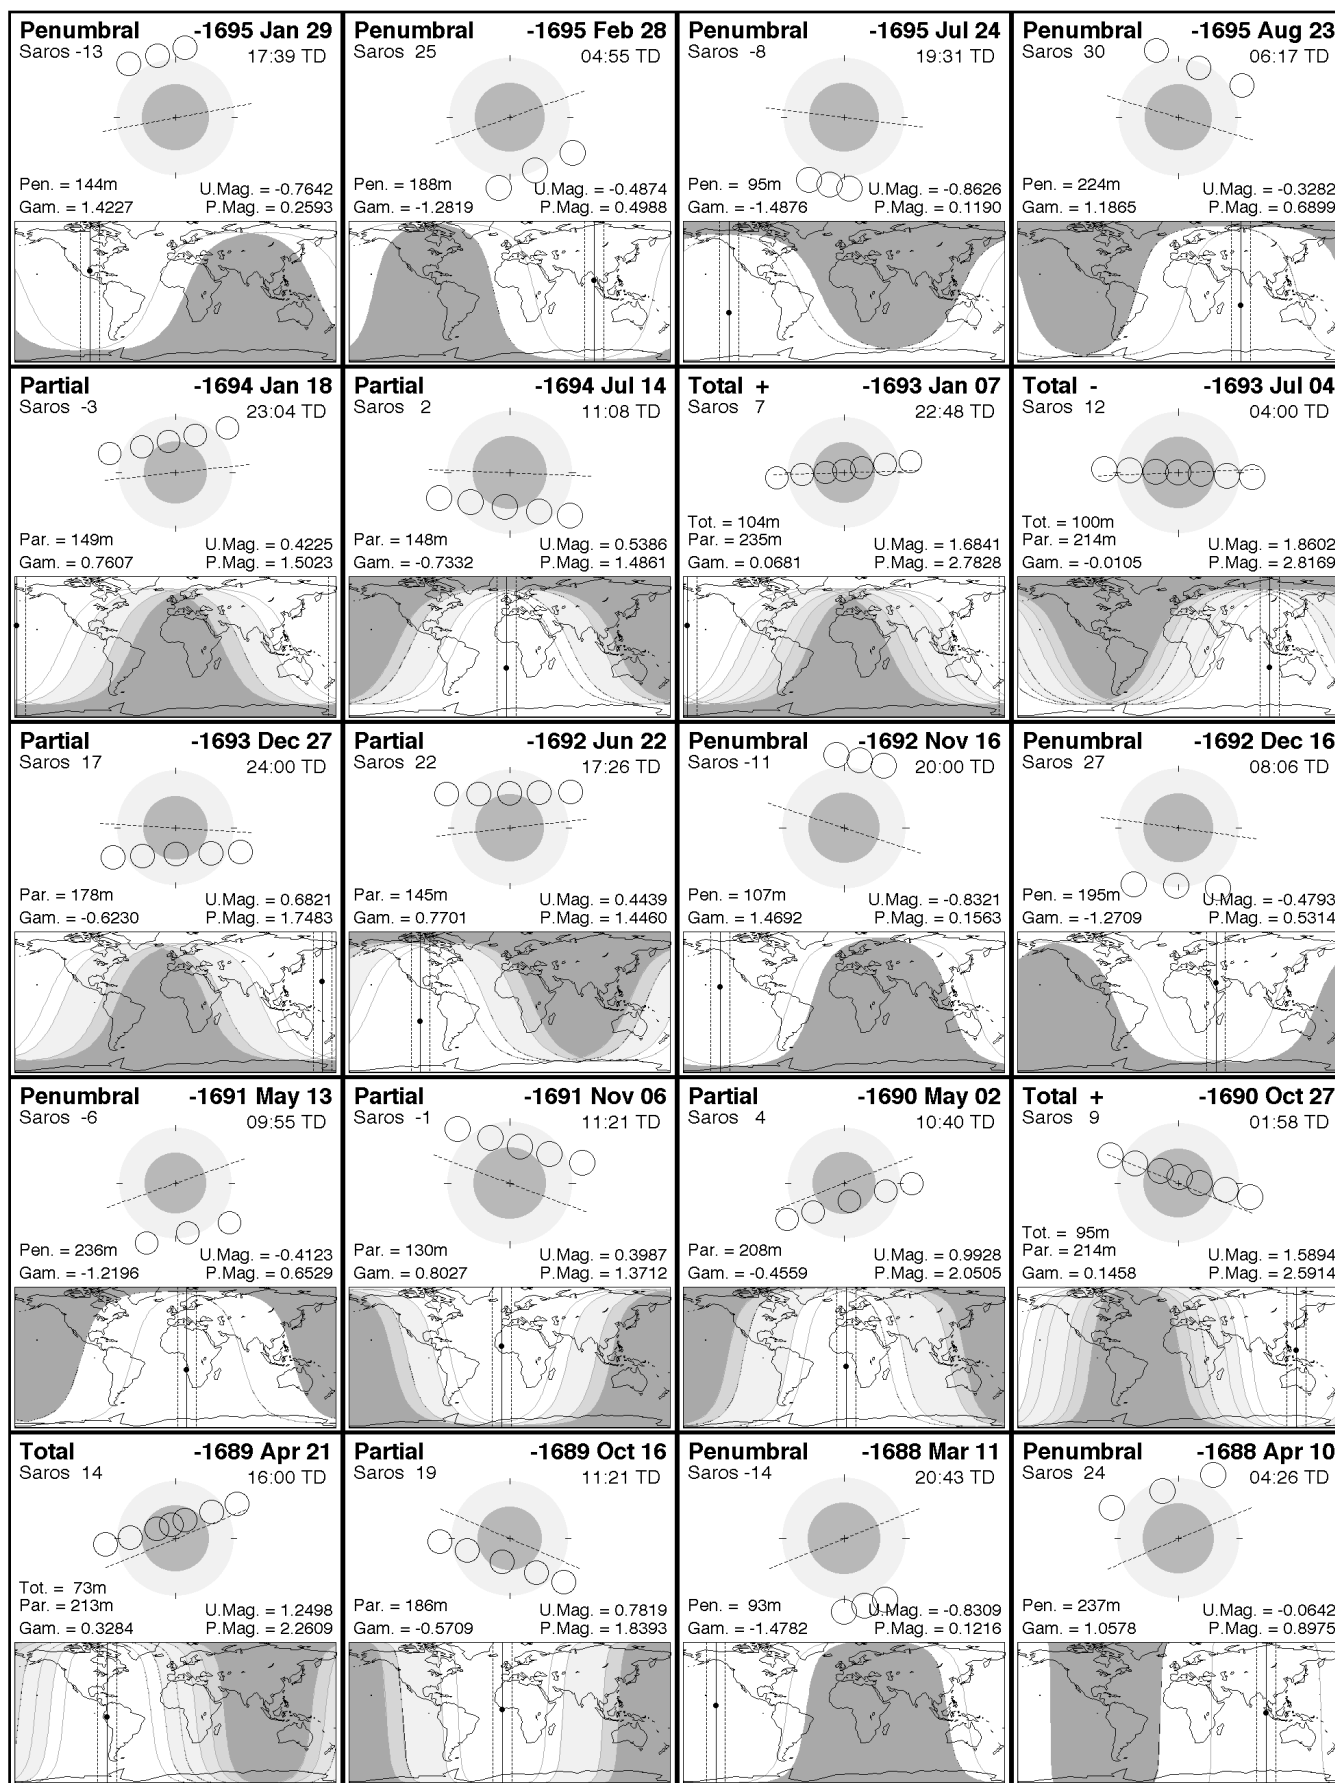 Penumbral -1695 Jan 29
Saros -13 17:39 TD
Pen. = 144m U.Mag. = -0.7642
Gam. = 1.4227 P.Mag. = 0.2593
Penumbral -1695 Feb 28
Saros 25 04:55 TD
Pen. = 188m U.Mag. = -0.4874
Gam. = -1.2819 P.Mag. = 0.4988
Penumbral -1695 Jul 24
Saros -8 19:31 TD
Pen. = 95m U.Mag. = -0.8626
Gam. = -1.4876 P.Mag. = 0.1190
Penumbral -1695 Aug 23
Saros 30 06:17 TD
Pen. = 224m U.Mag. = -0.3282
Gam. = 1.1865 P.Mag. = 0.6899
Partial -1694 Jan 18
Saros -3 23:04 TD
Par. = 149m U.Mag. = 0.4225
Gam. = 0.7607 P.Mag. = 1.5023
Partial -1694 Jul 14
Saros 2 11:08 TD
Par. = 148m U.Mag. = 0.5386
Gam. = -0.7332 P.Mag. = 1.4861
Total + -1693 Jan 07
Saros 7 22:48 TD
Tot. = 104m
Par. = 235m U.Mag. = 1.6841
Gam. = 0.0681 P.Mag. = 2.7828
Total - -1693 Jul 04
Saros 12 04:00 TD
Tot. = 100m
Par. = 214m U.Mag. = 1.8602
Gam. = -0.0105 P.Mag. = 2.8169
Partial -1693 Dec 27
Saros 17 24:00 TD
Par. = 178m U.Mag. = 0.6821
Gam. = -0.6230 P.Mag. = 1.7483
Partial -1692 Jun 22
Saros 22 17:26 TD
Par. = 145m U.Mag. = 0.4439
Gam. = 0.7701 P.Mag. = 1.4460
Penumbral -1692 Nov 16
Saros -11 20:00 TD
Pen. = 107m U.Mag. = -0.8321
Gam. = 1.4692 P.Mag. = 0.1563
Penumbral -1692 Dec 16
Saros 27 08:06 TD
Pen. = 195m U.Mag. = -0.4793
Gam. = -1.2709 P.Mag. = 0.5314
Penumbral -1691 May 13
Saros -6 09:55 TD
Pen. = 236m U.Mag. = -0.4123
Gam. = -1.2196 P.Mag. = 0.6529
Partial -1691 Nov 06
Saros -1 11:21 TD
Par. = 130m U.Mag. = 0.3987
Gam. = 0.8027 P.Mag. = 1.3712
Partial -1690 May 02
Saros 4 10:40 TD
Par. = 208m U.Mag. = 0.9928
Gam. = -0.4559 P.Mag. = 2.0505
Total + -1690 Oct 27
Saros 9 01:58 TD
Tot. = 95m
Par. = 214m U.Mag. = 1.5894
Gam. = 0.1458 P.Mag. = 2.5914
Total -1689 Apr 21
Saros 14 16:00 TD
Tot. = 73m
Par. = 213m U.Mag. = 1.2498
Gam. = 0.3284 P.Mag. = 2.2609
Partial -1689 Oct 16
Saros 19 11:21 TD
Par. = 186m U.Mag. = 0.7819
Gam. = -0.5709 P.Mag. = 1.8393
Penumbral -1688 Mar 11
Saros -14 20:43 TD
Pen. = 93m U.Mag. = -0.8309
Gam. = -1.4782 P.Mag. = 0.1216
Penumbral -1688 Apr 10
Saros 24 04:26 TD
Pen. = 237m U.Mag. = -0.0642
Gam. = 1.0578 P.Mag. = 0.8975